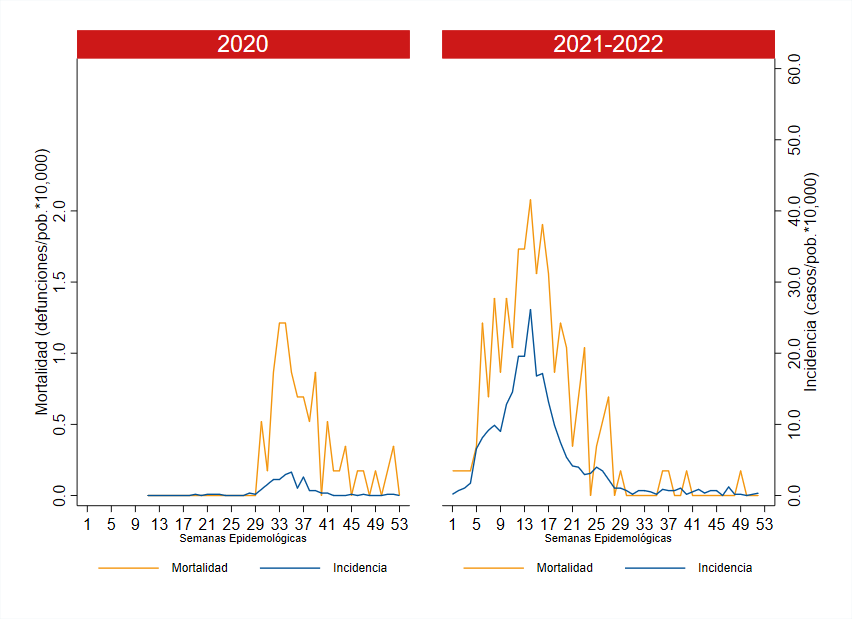 2020
2021-2022
Mortalidad (defunciones/pob.*10,000)
0.0 0.5 1.0 1.5 2.0
1 5 9 13 17 21 25 29 33 37 41 45 49 53
Semanas Epidemológicas
Mortalidad Incidencia
1 5 9 13 17 21 25 29 33 37 41 45 49 53
Semanas Epidemológicas
Mortalidad Incidencia
0.0 10.0 20.0 30.0 40.0 50.0 60.0
Incidencia (casos/pob.*10,000)